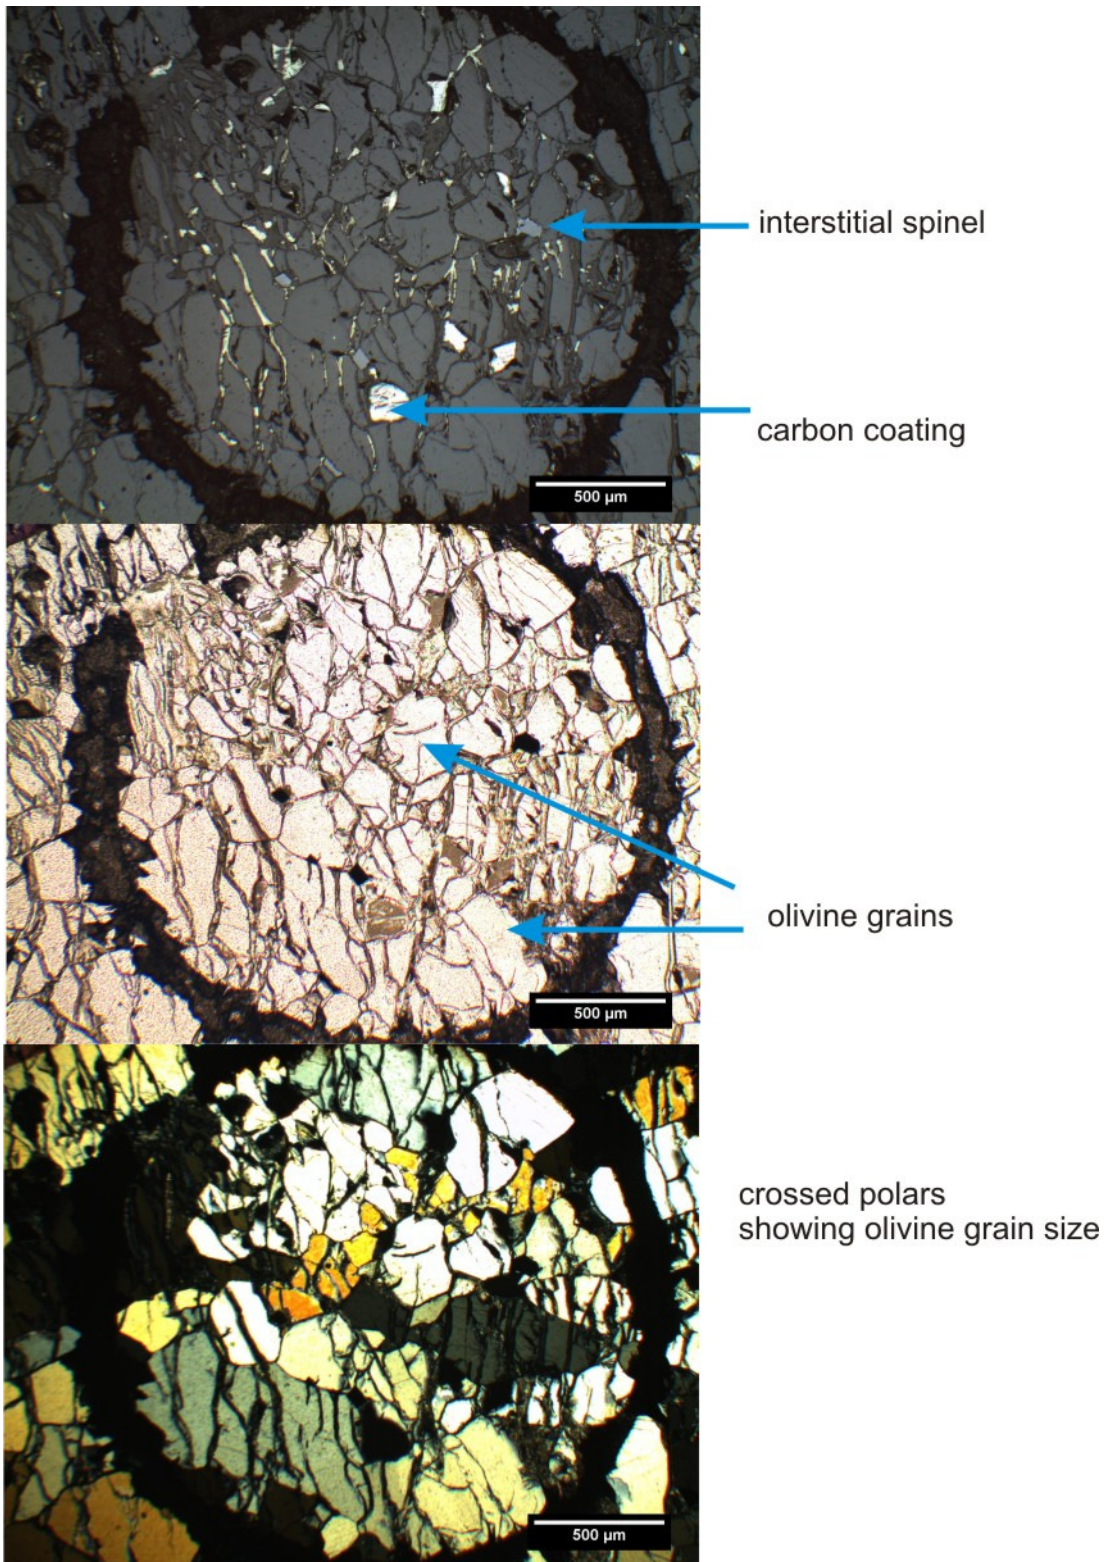 interstitial spinel
carbon coating
500 µm
olivine grains
500 µm
crossed polars
showing olivine grain size
500 µm